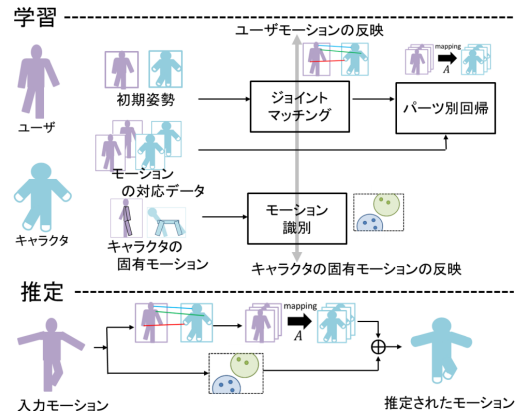 学習
ユーザモーションの反映
mapping
A
初期姿勢
ジョイント
マッチング
パーツ別回帰
ユーザ
モーション
の対応データ
モーション
識別
キャラクタ
キャラクタの
固有モーション
キャラクタの固有モーションの反映
推定
mapping
A
入力モーション
推定されたモーション